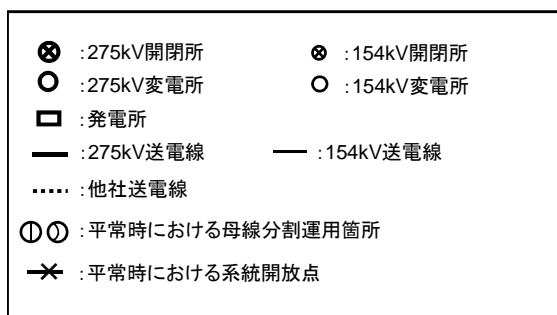 :275kV開閉所 :154kV開閉所
:275kV変電所 :154kV変電所
:発電所
:275kV送電線 :154kV送電線
:他社送電線
:平常時における母線分割運用箇所
:平常時における系統開放点